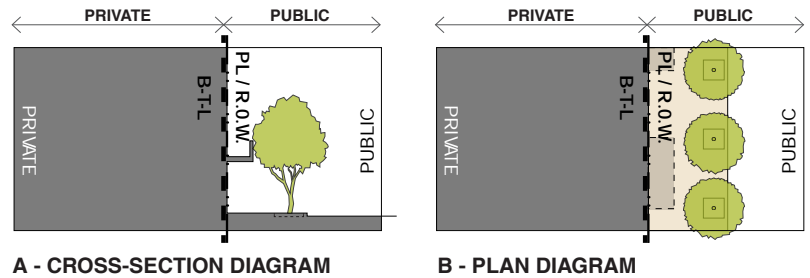 PRIVATE
PUBLIC
PRIVATE
B-T-L
PL / R.O.W.
PUBLIC
A - CROSS-SECTION DIAGRAM
PRIVATE
PUBLIC
PRIVATE
B-T-L
PL / R.O.W.
PUBLIC
B - PLAN DIAGRAM